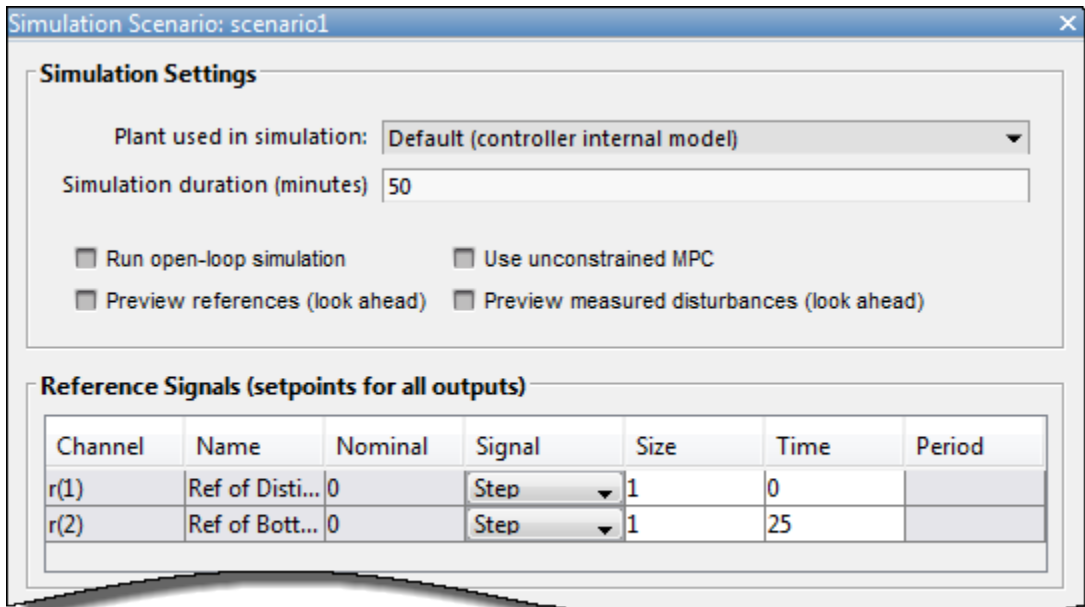 Simulation Scenario: scenario1
Simulation Settings
Plant used in simulation: Default (controller internal model)
Simulation duration (minutes) 50
Run open-loop simulation Use unconstrained MPC
Preview references (look ahead) Preview measured disturbances (look ahead)
Reference Signals (setpoints for all outputs)
Channel Name Nominal Signal Size Time Period
r(1) Ref of Disti... 0 Step 1 0
r(2) Ref of Bott... 0 Step 1 25